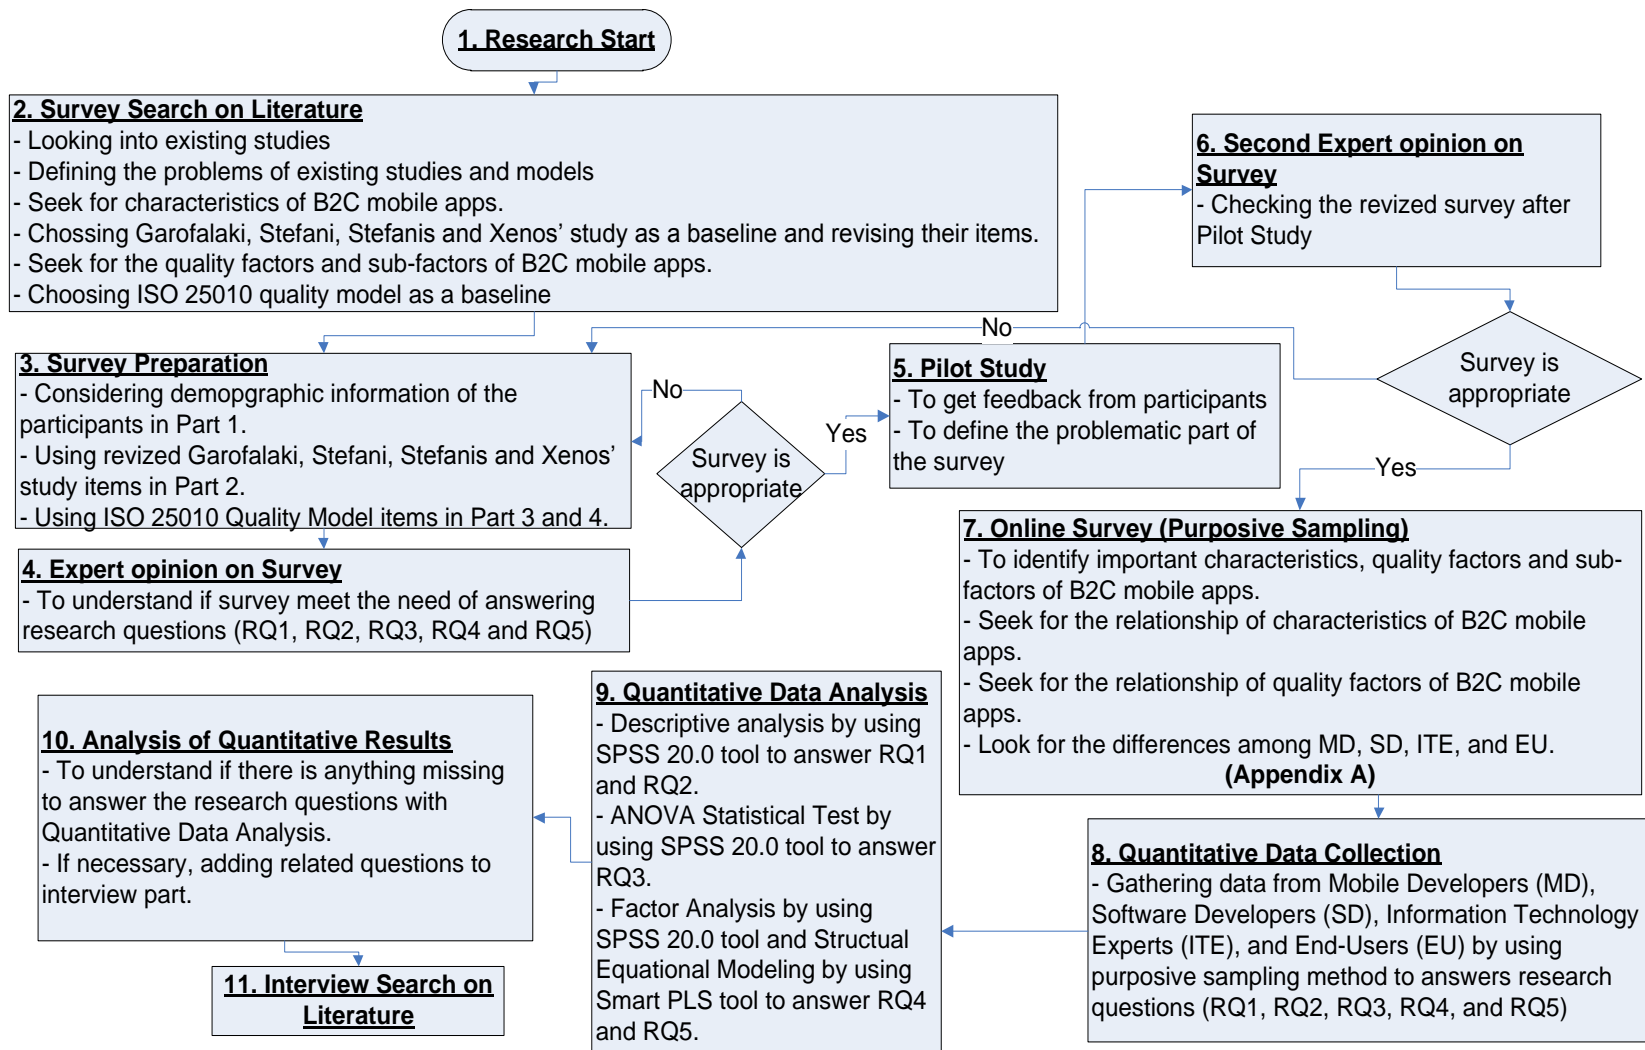 1. Research Start
2. Survey Search on Literature
- Looking into existing studies
- Defining the problems of existing studies and models
- Seek for characteristics of B2C mobile apps.
- Chossing Garofalaki, Stefani, Stefanis and Xenos’ study as a baseline and revising their items.
- Seek for the quality factors and sub-factors of B2C mobile apps.
- Choosing ISO 25010 quality model as a baseline
3. Survey Preparation
- Considering demopgraphic information of the
participants in Part 1.
- Using revized Garofalaki, Stefani, Stefanis and Xenos’
study items in Part 2.
- Using ISO 25010 Quality Model items in Part 3 and 4.
4. Expert opinion on Survey
- To understand if survey meet the need of answering
research questions (RQ1, RQ2, RQ3, RQ4 and RQ5)
No
Survey is
appropriate
Yes
5. Pilot Study
- To get feedback from participants
- To define the problematic part of
the survey
6. Second Expert opinion on
Survey
- Checking the revized survey after
Pilot Study
No
Survey is
appropriate
Yes
7. Online Survey (Purposive Sampling)
- To identify important characteristics, quality factors and sub-
factors of B2C mobile apps.
- Seek for the relationship of characteristics of B2C mobile
apps.
- Seek for the relationship of quality factors of B2C mobile
apps.
- Look for the differences among MD, SD, ITE, and EU.
(Appendix A)
8. Quantitative Data Collection
- Gathering data from Mobile Developers (MD),
Software Developers (SD), Information Technology
Experts (ITE), and End-Users (EU) by using
purposive sampling method to answers research
questions (RQ1, RQ2, RQ3, RQ4, and RQ5)
9. Quantitative Data Analysis
- Descriptive analysis by using
SPSS 20.0 tool to answer RQ1
and RQ2.
- ANOVA Statistical Test by
using SPSS 20.0 tool to answer
RQ3.
- Factor Analysis by using
SPSS 20.0 tool and Structual
Equational Modeling by using
Smart PLS tool to answer RQ4
and RQ5.
10. Analysis of Quantitative Results
- To understand if there is anything missing
to answer the research questions with
Quantitative Data Analysis.
- If necessary, adding related questions to
interview part.
11. Interview Search on
Literature